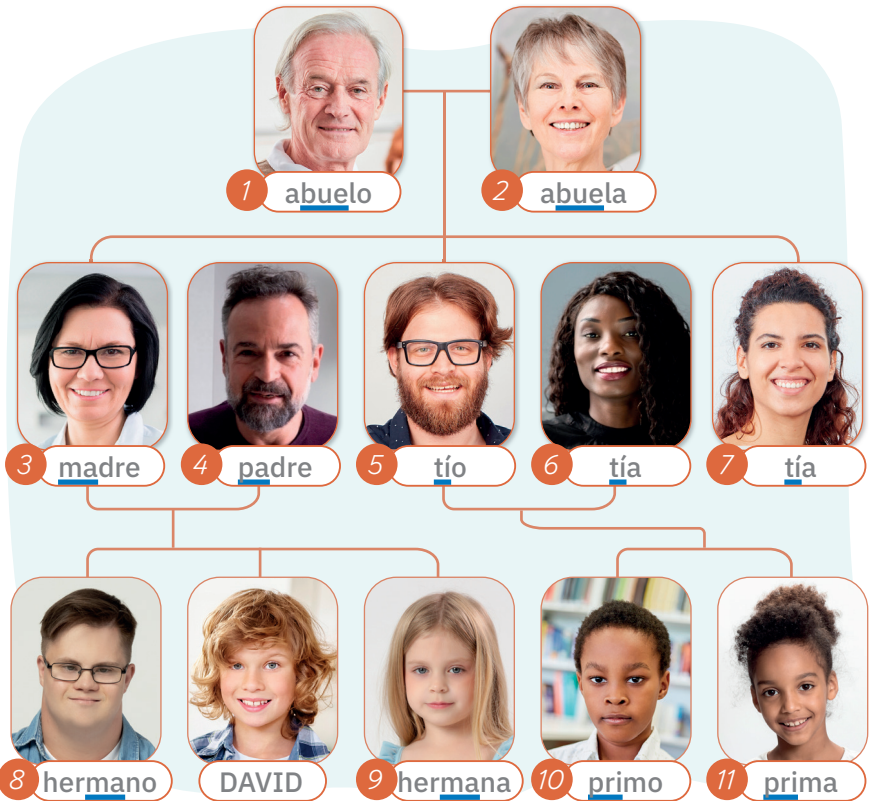 1 abuelo
2 abuela
3 madre
4 padre
5 tío
6 tía
7 tía
8 hermano
DAVID
9 hermana
10 primo
11 prima